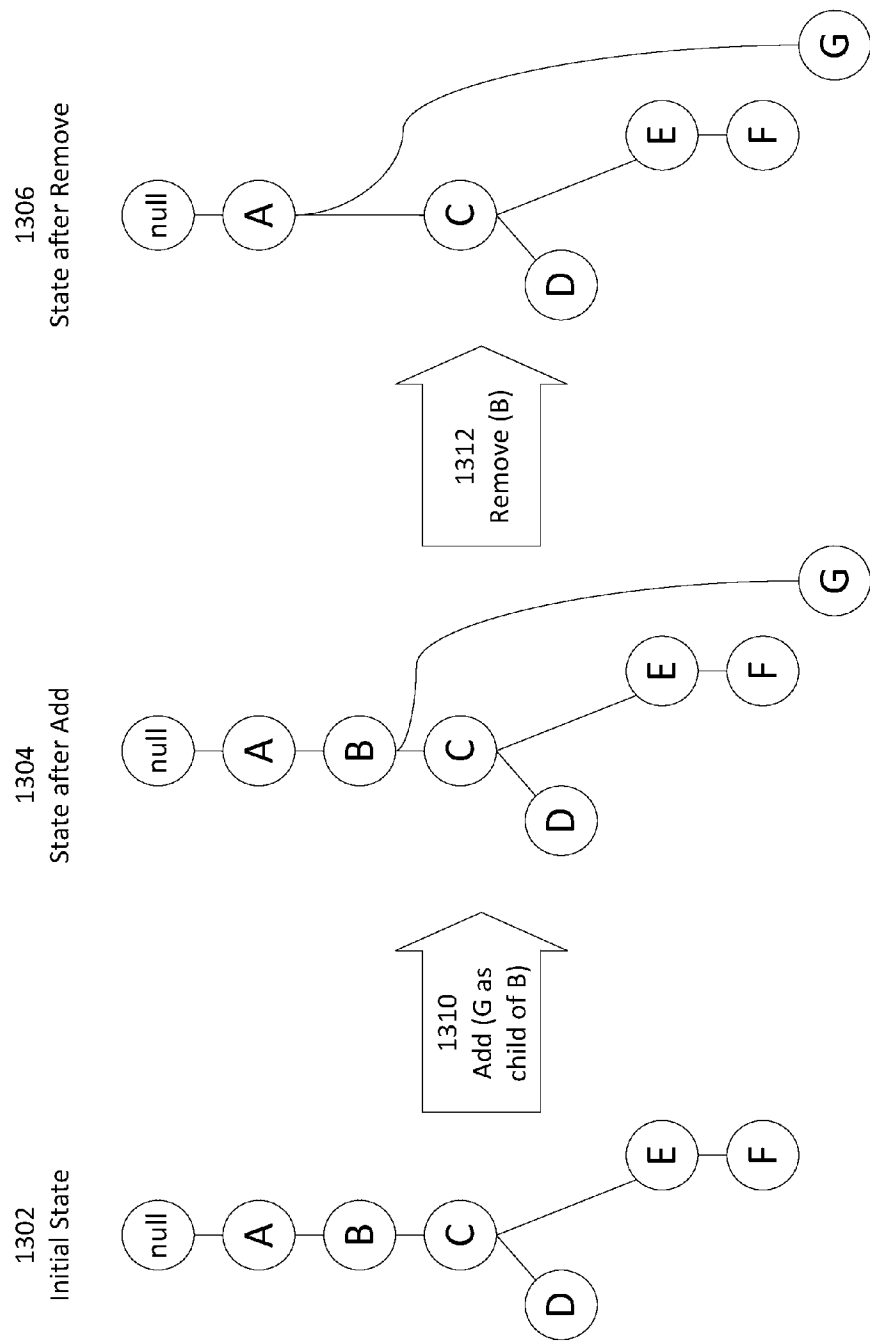 1302
Initial State
null
A
B
C
D
E
F
1310
Add (G as
child of B)
1304
State after Add
null
A
B
C
D
E
F
G
1312
Remove (B)
1306
State after Remove
null
A
C
D
E
F
G